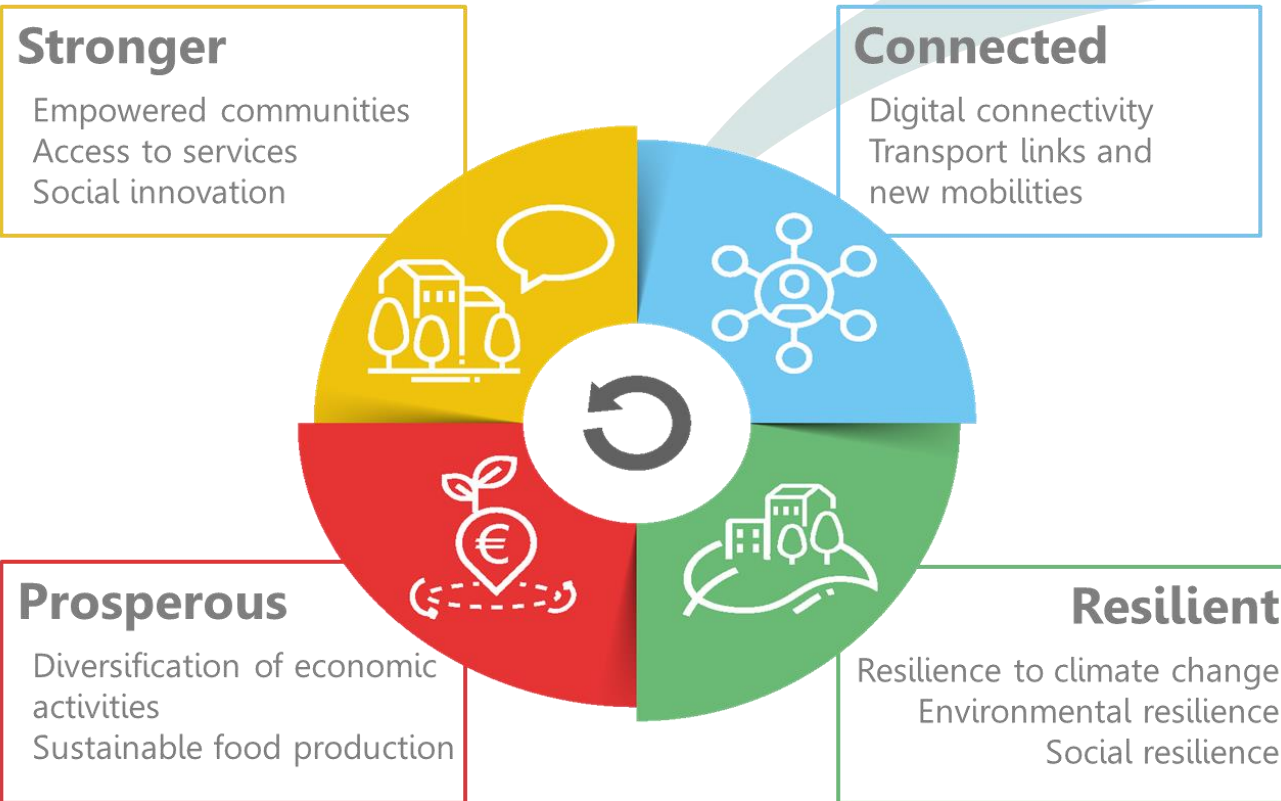 Stronger
Empowered communities
Access to services
Social innovation
Connected
Digital connectivity
Transport links and
new mobilities
€
Prosperous
Diversification of economic
activities
Sustainable food production
Resilient
Resilience to climate change
Environmental resilience
Social resilience